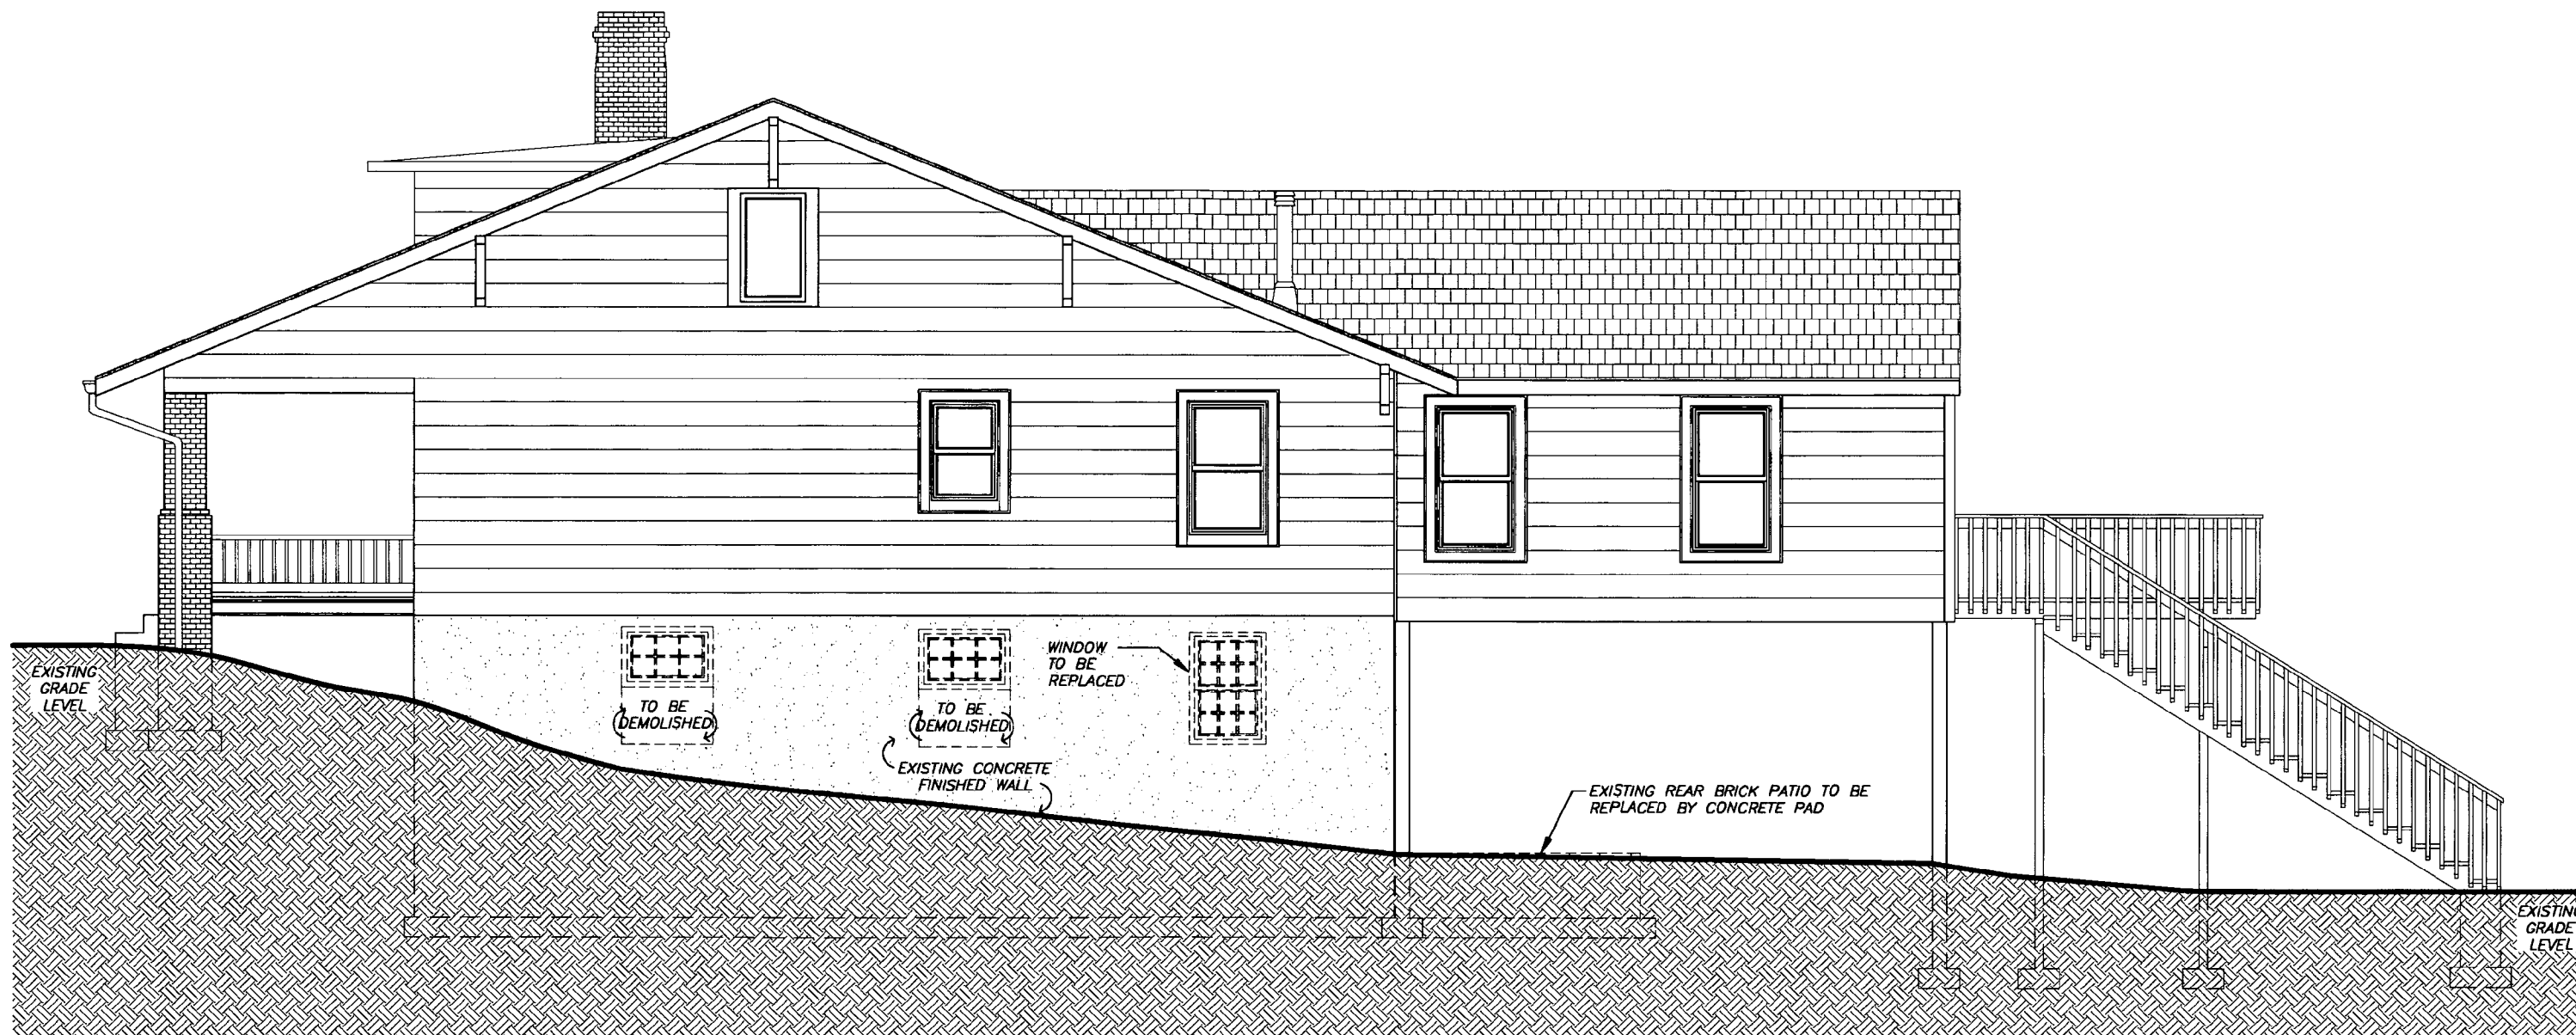 EXISTING
GRADE
LEVEL
TO BE
DEMOLISHED
TO BE
DEMOLISHED
WINDOW
TO BE
REPLACED
EXISTING CONCRETE
FINISHED WALL
EXISTING REAR BRICK PATIO TO BE
REPLACED BY CONCRETE PAD
EXISTING
GRADE
LEVEL